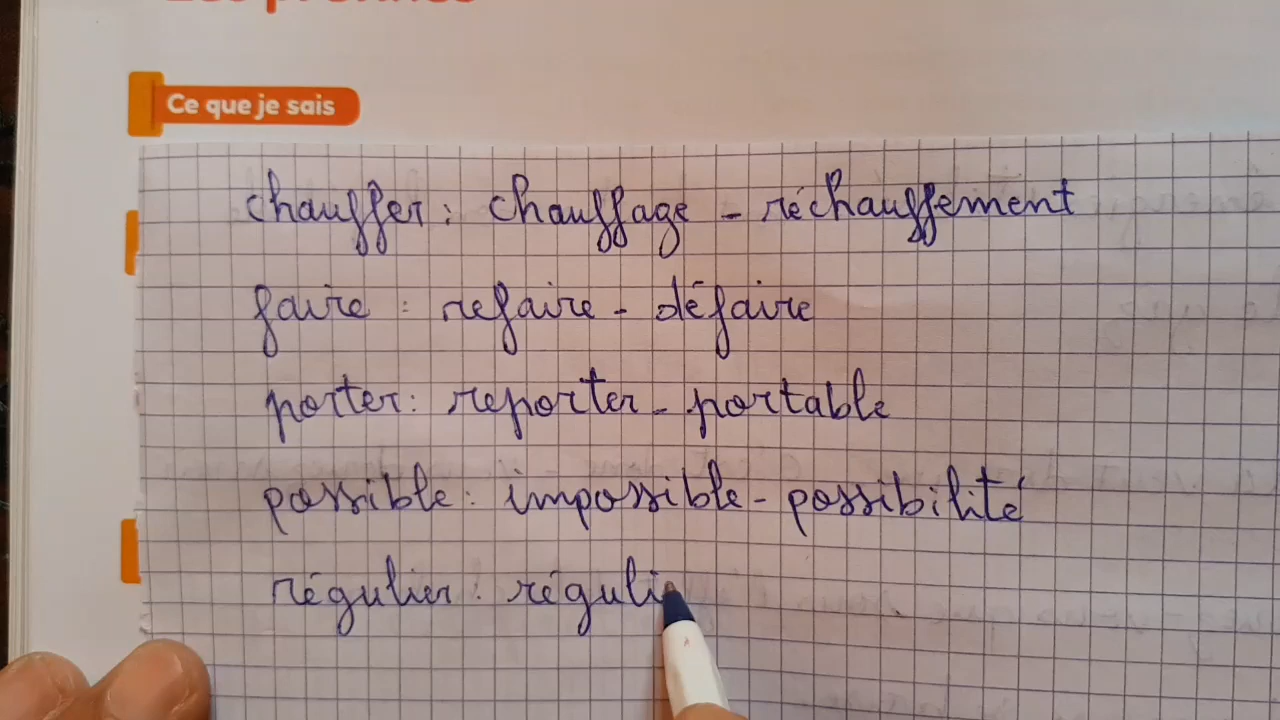 Ce que je sais
chauffer : chauffage - réchauffement
faire : refaire - défaire
porter : reporter - portable
possible : impossible - possibilité
régulier : réguli